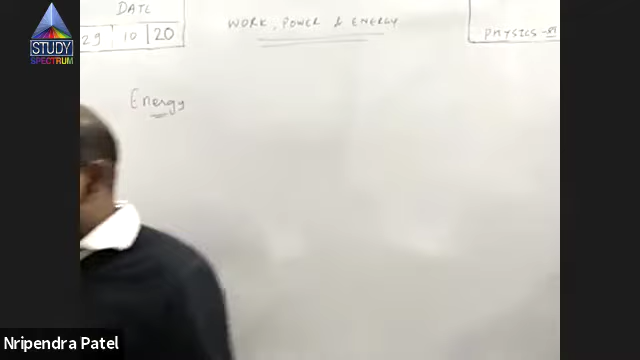 DATE
29 10 20
WORK, POWER & ENERGY
PHYSICS
STUDY
SPECTRUM
Energy
Nripendra Patel